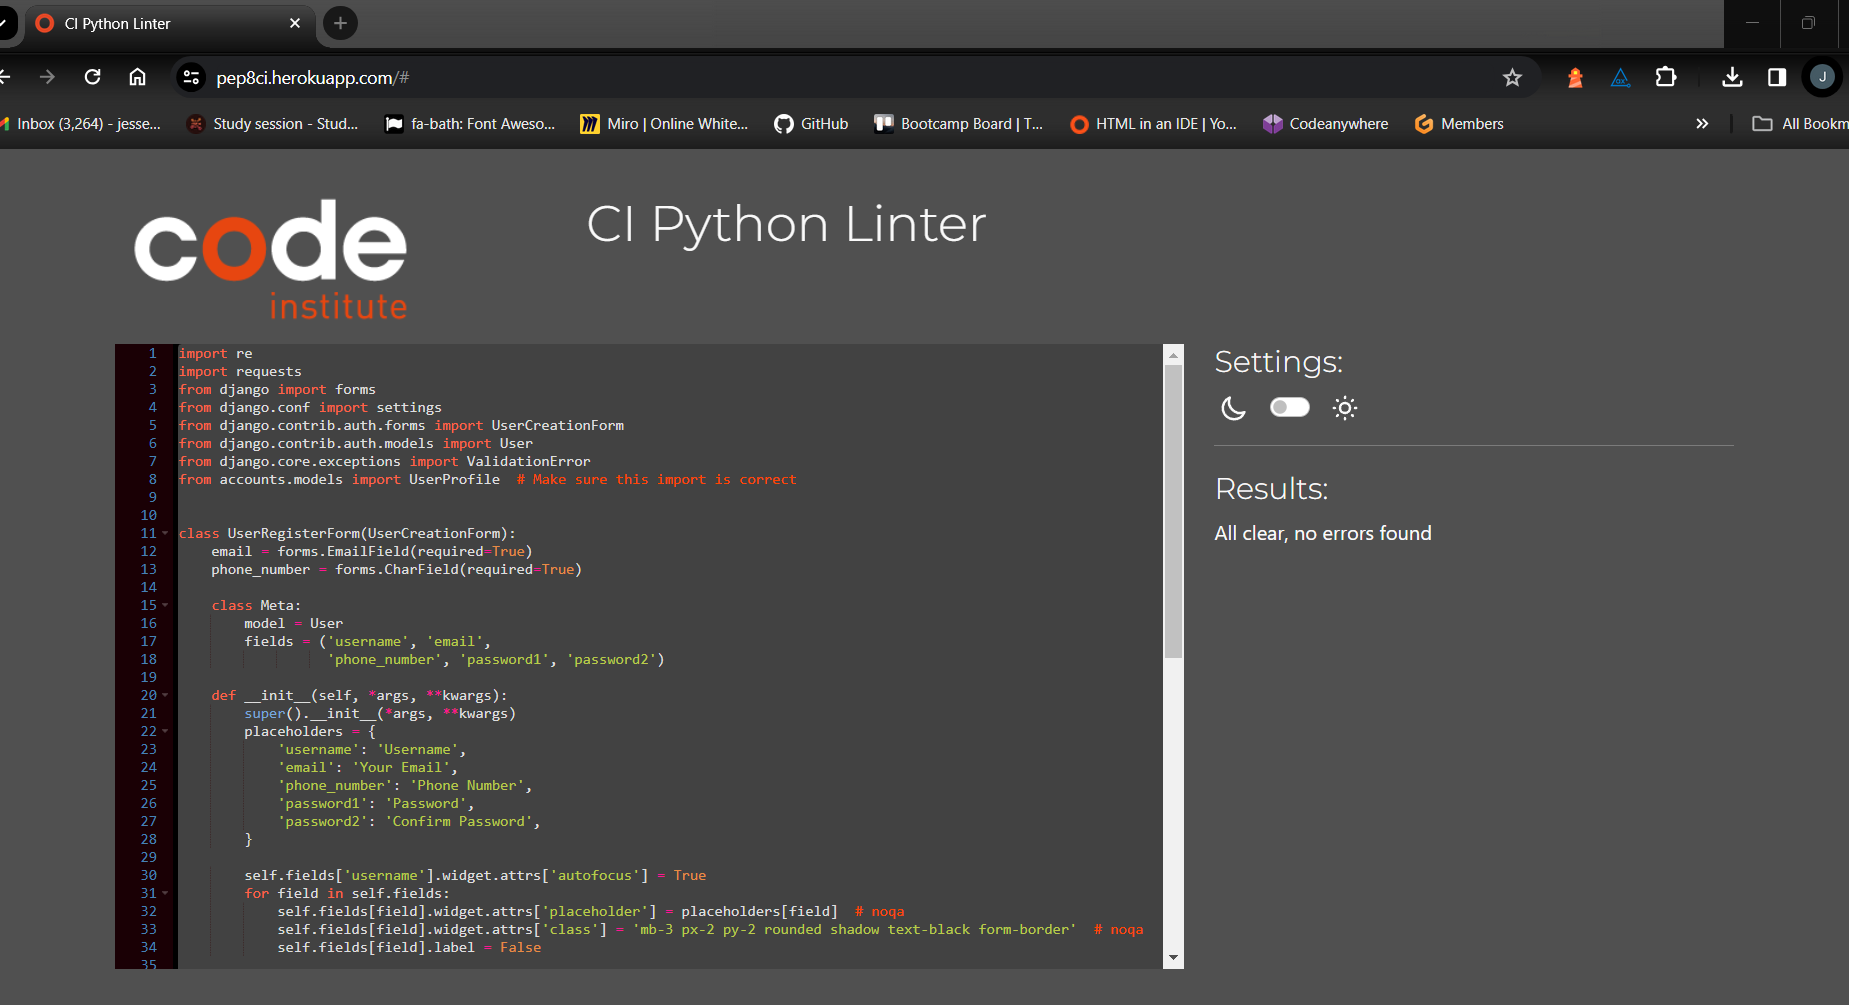 CI Python Linter
pep8ci.herokuapp.com/#
J
Inbox (3,264) - jesse...
Study session - Stud...
fa-bath: Font Aweso...
Miro | Online White...
GitHub
Bootcamp Board | T...
HTML in an IDE | Yo...
Codeanywhere
Members
All Bookm
code
institute
CI Python Linter
1 import re
2 import requests
3 from django import forms
4 from django.conf import settings
5 from django.contrib.auth.forms import UserCreationForm
6 from django.contrib.auth.models import User
7 from django.core.exceptions import ValidationError
8 from accounts.models import UserProfile  # Make sure this import is correct
9
10
11 class UserRegisterForm(UserCreationForm):
12     email = forms.EmailField(required=True)
13     phone_number = forms.CharField(required=True)
14
15     class Meta:
16         model = User
17         fields = ('username', 'email',
18                   'phone_number', 'password1', 'password2')
19
20     def __init__(self, *args, **kwargs):
21         super().__init__(*args, **kwargs)
22         placeholders = {
23             'username': 'Username',
24             'email': 'Your Email',
25             'phone_number': 'Phone Number',
26             'password1': 'Password',
27             'password2': 'Confirm Password',
28         }
29
30         self.fields['username'].widget.attrs['autofocus'] = True
31         for field in self.fields:
32             self.fields[field].widget.attrs['placeholder'] = placeholders[field]  # noqa
33             self.fields[field].widget.attrs['class'] = 'mb-3 px-2 py-2 rounded shadow text-black form-border'  # noqa
34             self.fields[field].label = False
35
Settings:
Results:
All clear, no errors found